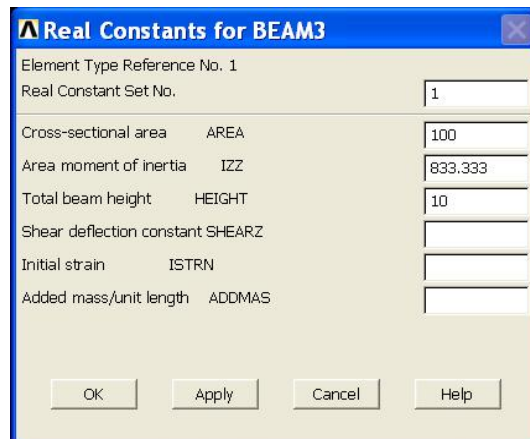 Real Constants for BEAM3
Element Type Reference No. 1
Real Constant Set No. 1
Cross-sectional area AREA 100
Area moment of inertia IZZ 833.333
Total beam height HEIGHT 10
Shear deflection constant SHEARZ
Initial strain ISTRN
Added mass/unit length ADDMAS
OK Apply Cancel Help